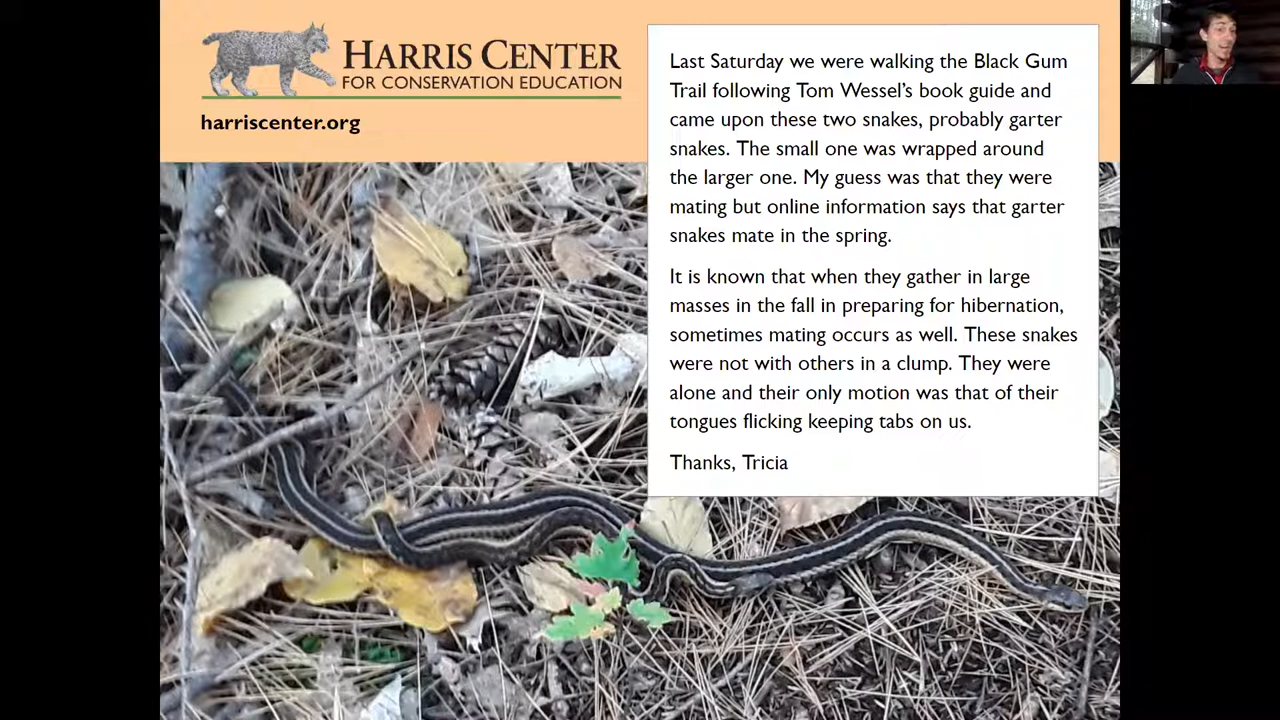 HARRIS CENTER
FOR CONSERVATION EDUCATION
harriscenter.org
Last Saturday we were walking the Black Gum
Trail following Tom Wessel's book guide and
came upon these two snakes, probably garter
snakes. The small one was wrapped around
the larger one. My guess was that they were
mating but online information says that garter
snakes mate in the spring.
It is known that when they gather in large
masses in the fall in preparing for hibernation,
sometimes mating occurs as well. These snakes
were not with others in a clump. They were
alone and their only motion was that of their
tongues flicking keeping tabs on us.
Thanks, Tricia